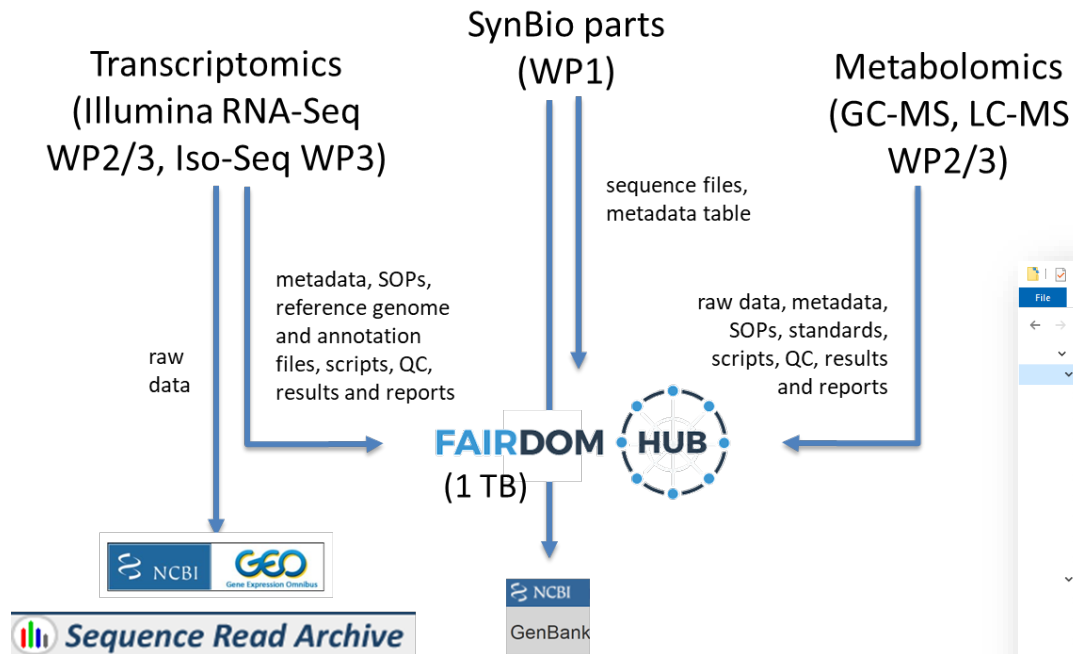 SynBio parts
(WP1)
Transcriptomics
(Illumina RNA-Seq
WP2/3, Iso-Seq WP3)
Metabolomics
(GC-MS, LC-MS
WP2/3)
sequence files,
metadata table
metadata, SOPs,
reference genome
and annotation
files, scripts, QC,
results and reports
raw
data
raw data, metadata,
SOPs, standards,
scripts, QC, results
and reports
File
FAIRDOM HUB
(1 TB)
NCBI GEO
Gene Expression Omnibus
Sequence Read Archive
NCBI
GenBank